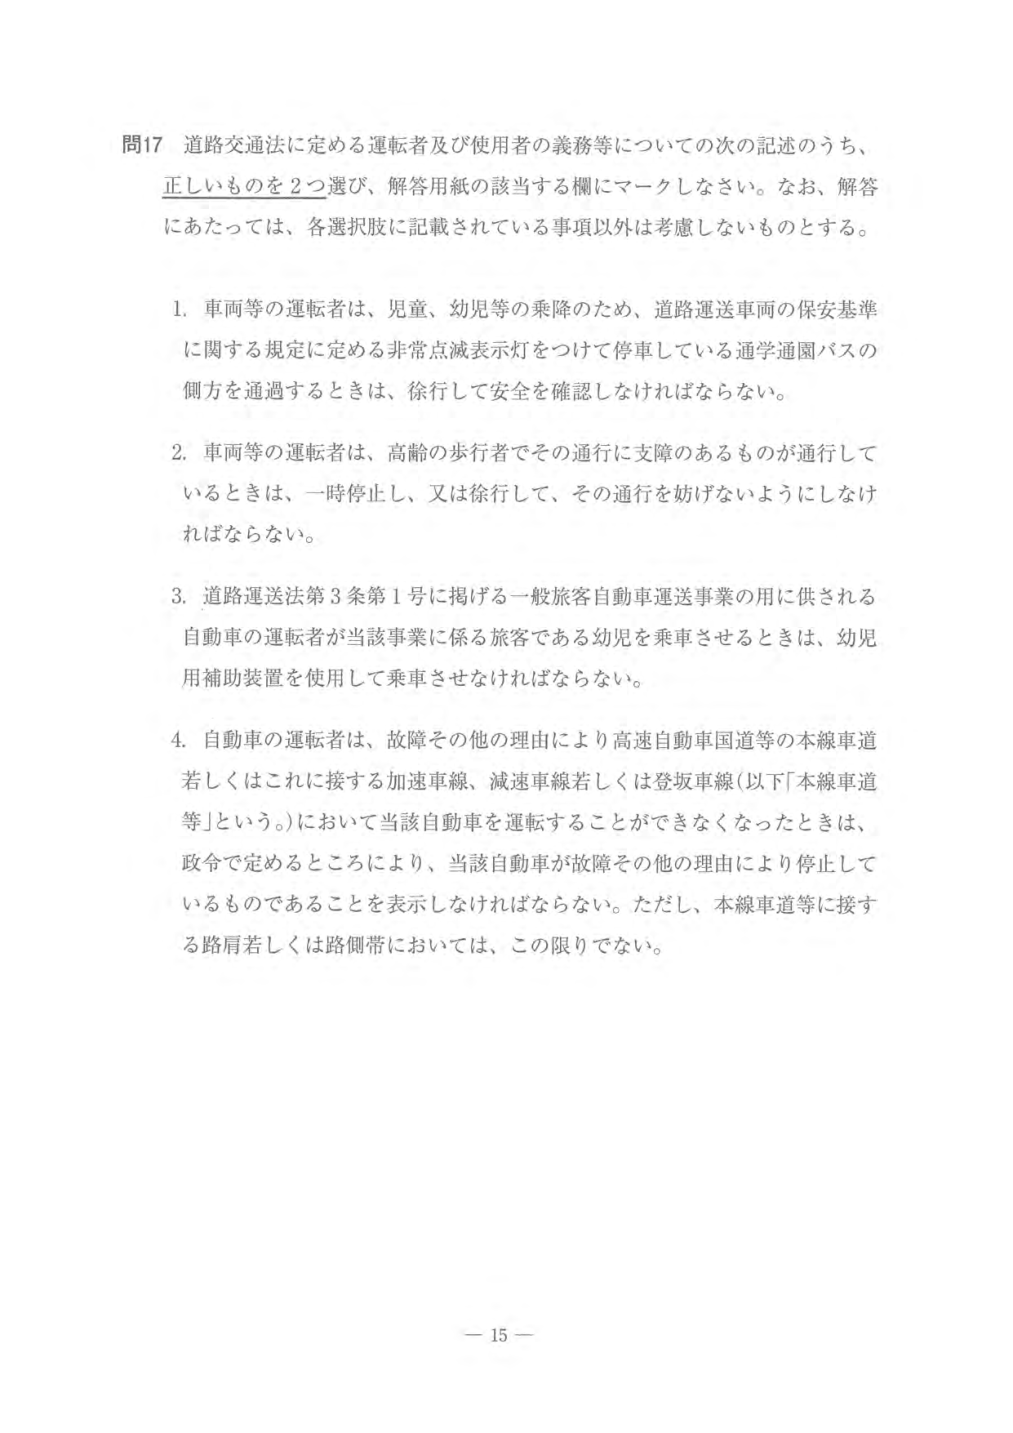 問17　道路交通法に定める運転者及び使用者の義務等についての次の記述のうち、
正しいものを2つ選び、解答用紙の該当する欄にマークしなさい。なお、解答
にあたっては、各選択肢に記載されている事項以外は考慮しないものとする。
1. 車両等の運転者は、児童、幼児等の乗降のため、道路運送車両の保安基準
に関する規定に定める非常点滅表示灯をつけて停車している通学通園バスの
側方を通過するときは、徐行して安全を確認しなければならない。
2. 車両等の運転者は、高齢の歩行者でその通行に支障のあるものが通行して
いるときは、一時停止し、又は徐行して、その通行を妨げないようにしなけ
ればならない。
3. 道路運送法第3条第1号に掲げる一般旅客自動車運送事業の用に供される
自動車の運転者が当該事業に係る旅客である幼児を乗車させるときは、幼児
用補助装置を使用して乗車させなければならない。
4. 自動車の運転者は、故障その他の理由により高速自動車国道等の本線車道
若しくはこれに接する加速車線、減速車線若しくは登坂車線(以下「本線車道
等」という。)において当該自動車を運転することができなくなったときは、
政令で定めるところにより、当該自動車が故障その他の理由により停止して
いるものであることを表示しなければならない。ただし、本線車道等に接す
る路肩若しくは路側帯においては、この限りでない。
— 15 —